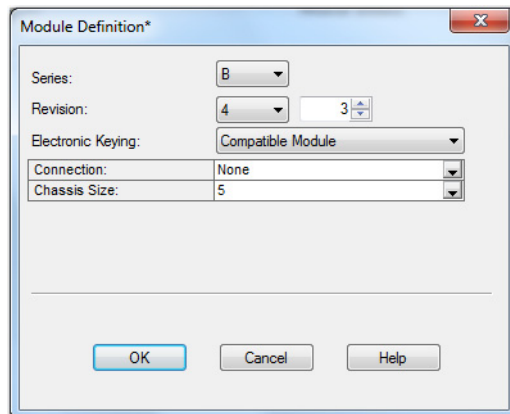 Module Definition*
Series: B
Revision: 4 3
Electronic Keying: Compatible Module
Connection: None
Chassis Size: 5
OK Cancel Help